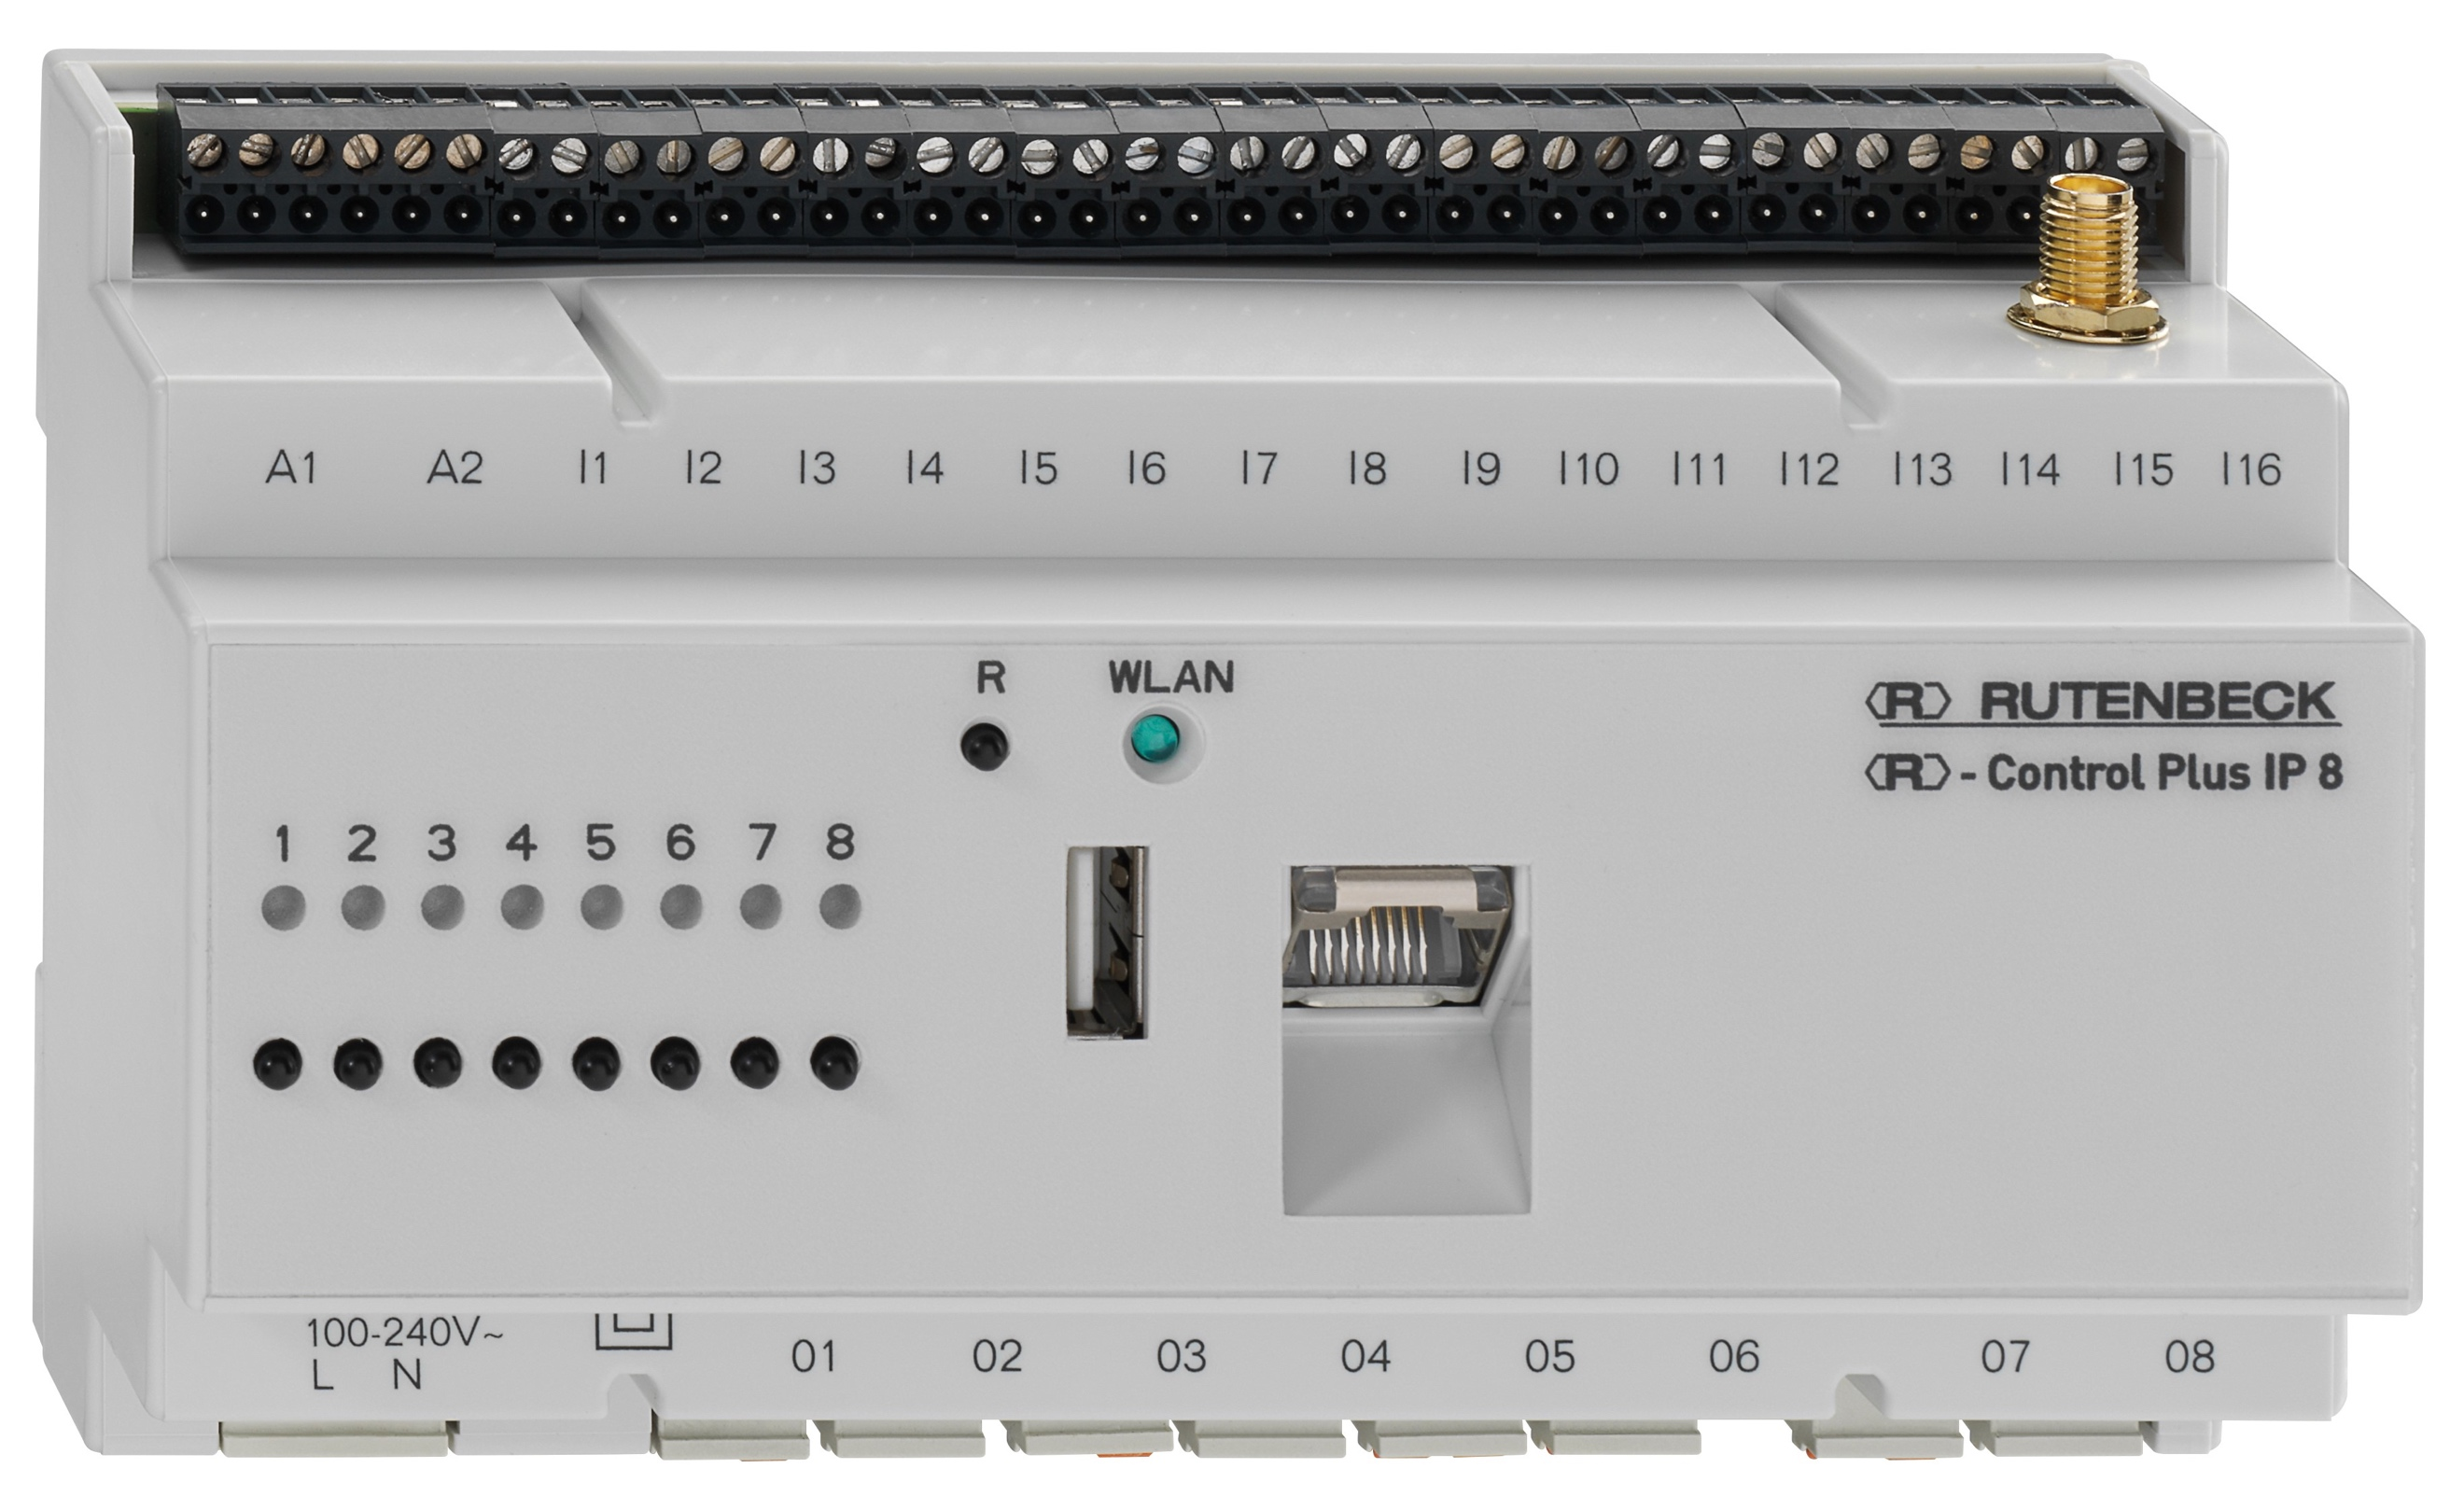 A1 A2 I1 I2 I3 I4 I5 I6 I7 I8 I9 I10 I11 I12 I13 I14 I15 I16
R WLAN
R RUTENBECK
R - Control Plus IP 8
1 2 3 4 5 6 7 8
100-240V~
L N
01 02 03 04 05 06 07 08